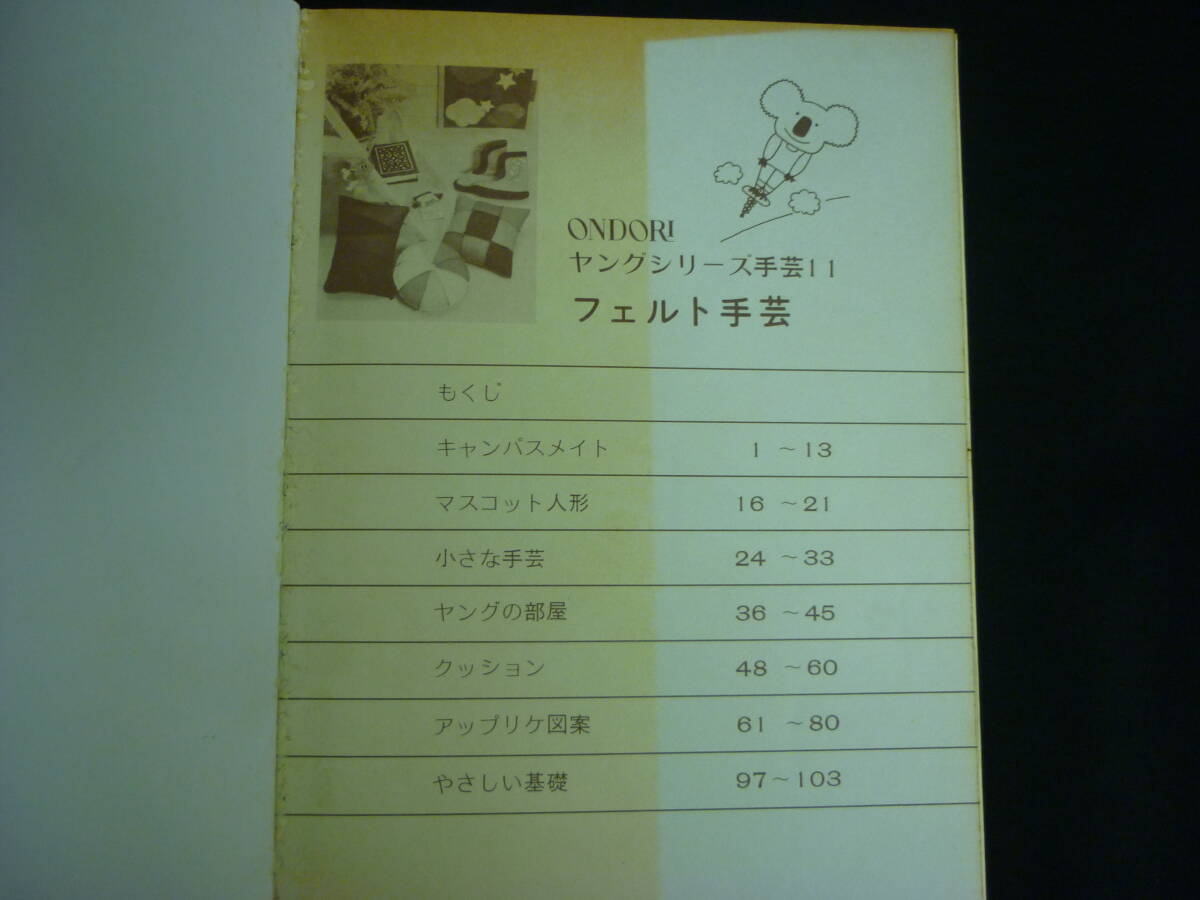 ONDORI
ヤングシリーズ手芸11
フェルト手芸
もくじ
キャンパスメイト 1 ~13
マスコット人形 16 ~21
小さな手芸 24 ~33
ヤングの部屋 36 ~45
クッション 48 ~60
アップリケ図案 61 ~80
やさしい基礎 97~103